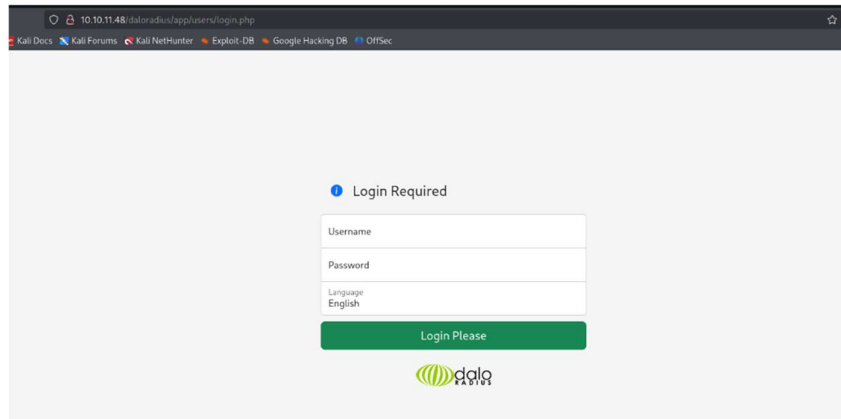 10.10.11.48/daloradius/app/users/login.php
Kali Docs Kali Forums Kali NetHunter Exploit-DB Google Hacking DB OffSec
Login Required
Username
Password
Language
English
Login Please
dalo
RADIUS